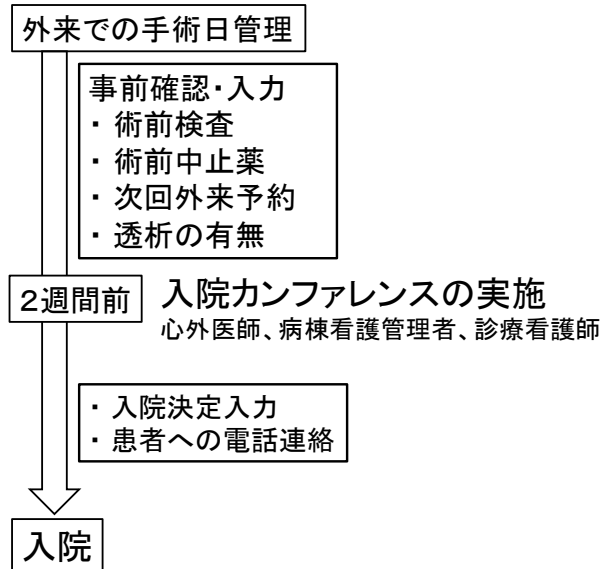 外来での手術日管理
事前確認・入力
・ 術前検査
・ 術前中止薬
・ 次回外来予約
・ 透析の有無
2週間前
入院カンファレンスの実施
心外医師、病棟看護管理者、診療看護師
・ 入院決定入力
・ 患者への電話連絡
入院